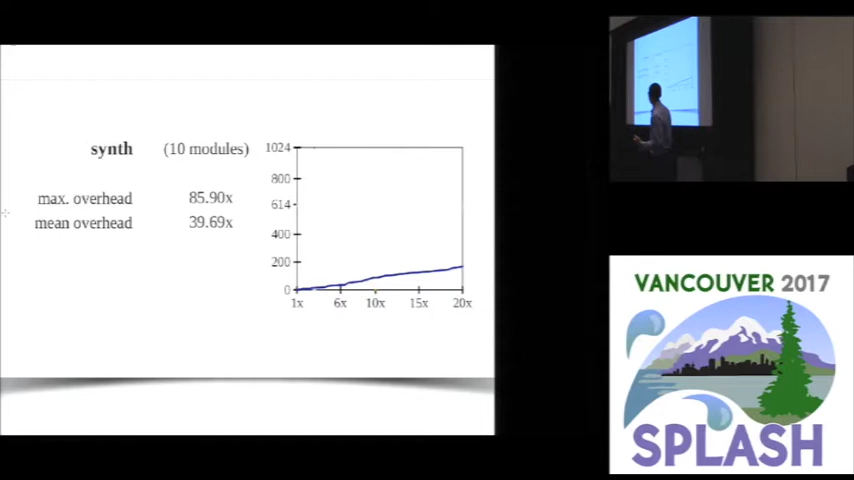 synth (10 modules)
max. overhead 85.90x
mean overhead 39.69x
1024
800
614
400
200
0
1x 6x 10x 15x 20x
VANCOUVER 2017
SPLASH